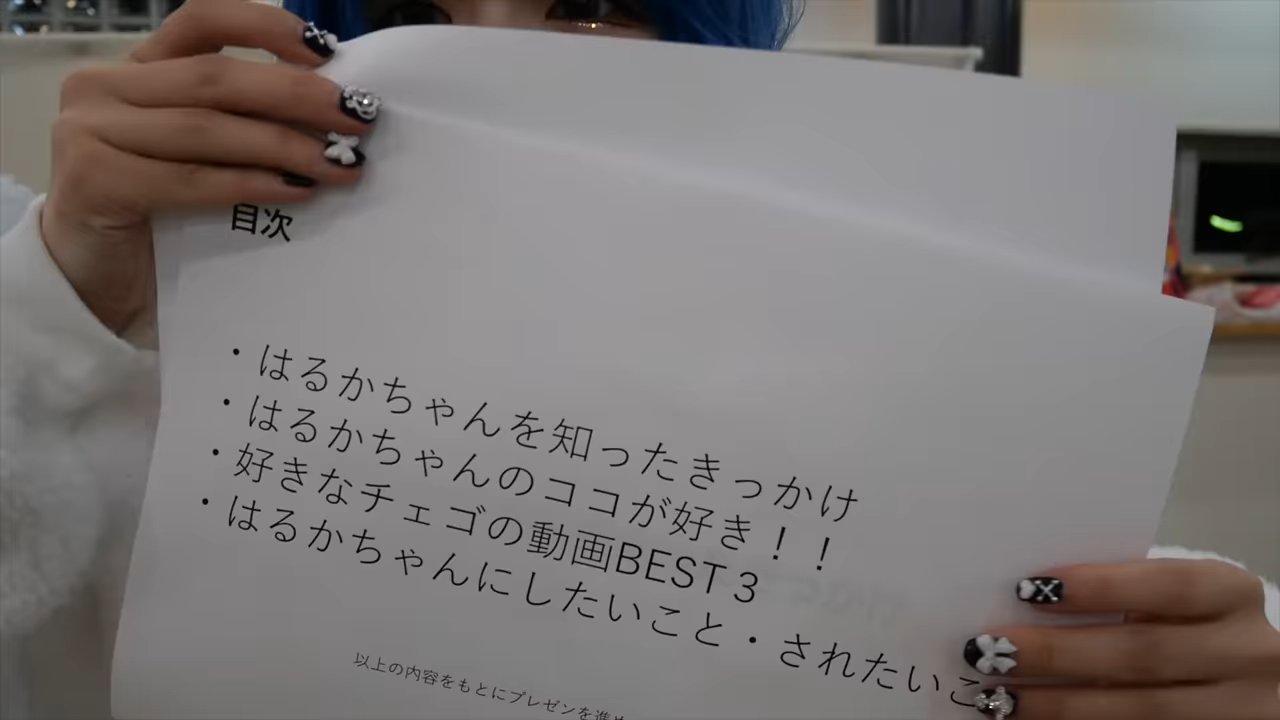 目次
・はるかちゃんを知ったきっかけ
・はるかちゃんのココが好き！！
・好きなチェゴの動画BEST３
・はるかちゃんにしたいこと・されたいこ
以上の内容をもとにプレゼンを進め